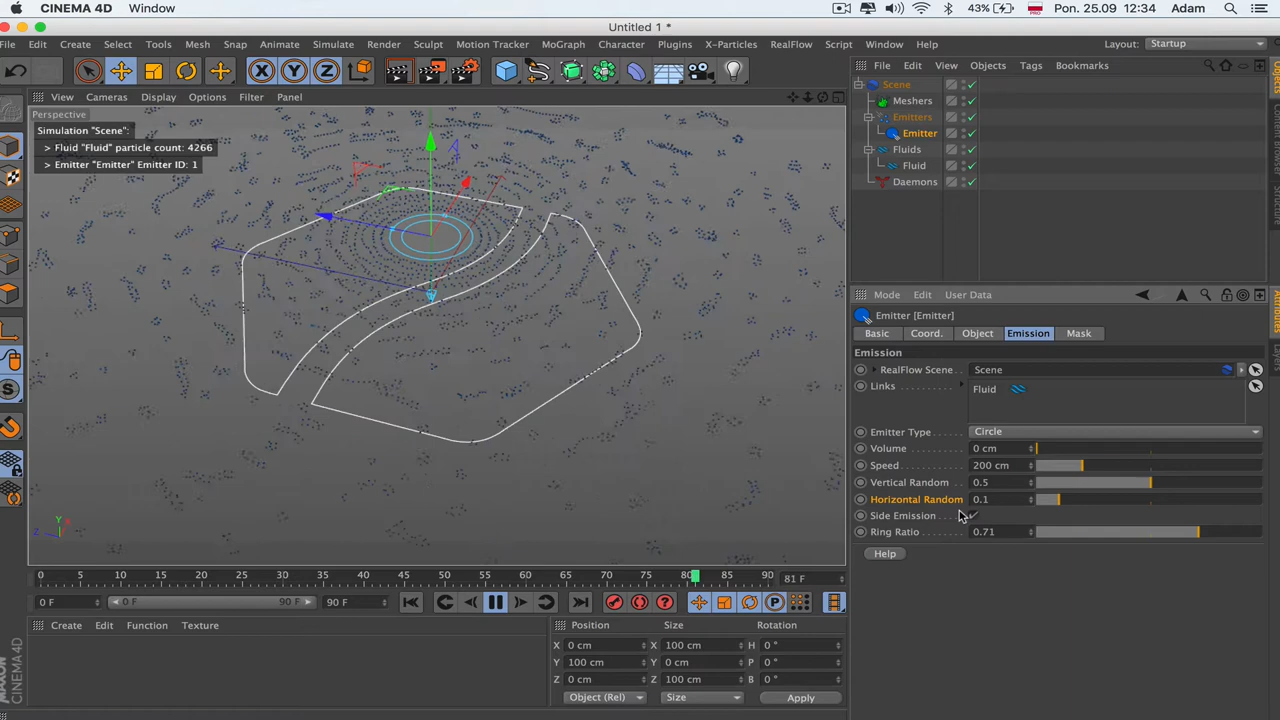 CINEMA 4D Window 43% Pon. 25.09 12:34 Adam
Untitled 1 *
File Edit Create Select Tools Mesh Snap Animate Simulate Render Sculpt Motion Tracker MoGraph Character Plugins X-Particles RealFlow Script Window Help Layout: Startup
X Y Z
View Cameras Display Options Filter Panel
File Edit View Objects Tags Bookmarks
Perspective
Simulation "Scene":
> Fluid "Fluid" particle count: 4266
> Emitter "Emitter" Emitter ID: 1
Scene
Meshers
Emitters
Emitter
Fluids
Fluid
Daemons
Mode Edit User Data
Emitter [Emitter]
Basic Coord. Object Emission Mask
Emission
RealFlow Scene Scene
Links Fluid
Emitter Type Circle
Volume 0 cm
Speed 200 cm
Vertical Random 0.5
Horizontal Random 0.1
Side Emission
Ring Ratio 0.71
Help
Y
X
Z
0 5 10 15 20 25 30 35 40 45 50 55 60 65 70 75 80 85 90 81 F
0 F 0 F 90 F 90 F
Create Edit Function Texture
Position Size Rotation
X 0 cm X 100 cm H 0 °
Y 100 cm Y 0 cm P 0 °
Z 0 cm Z 100 cm B 0 °
Object (Rel) Size Apply
MAXON
CINEMA 4D